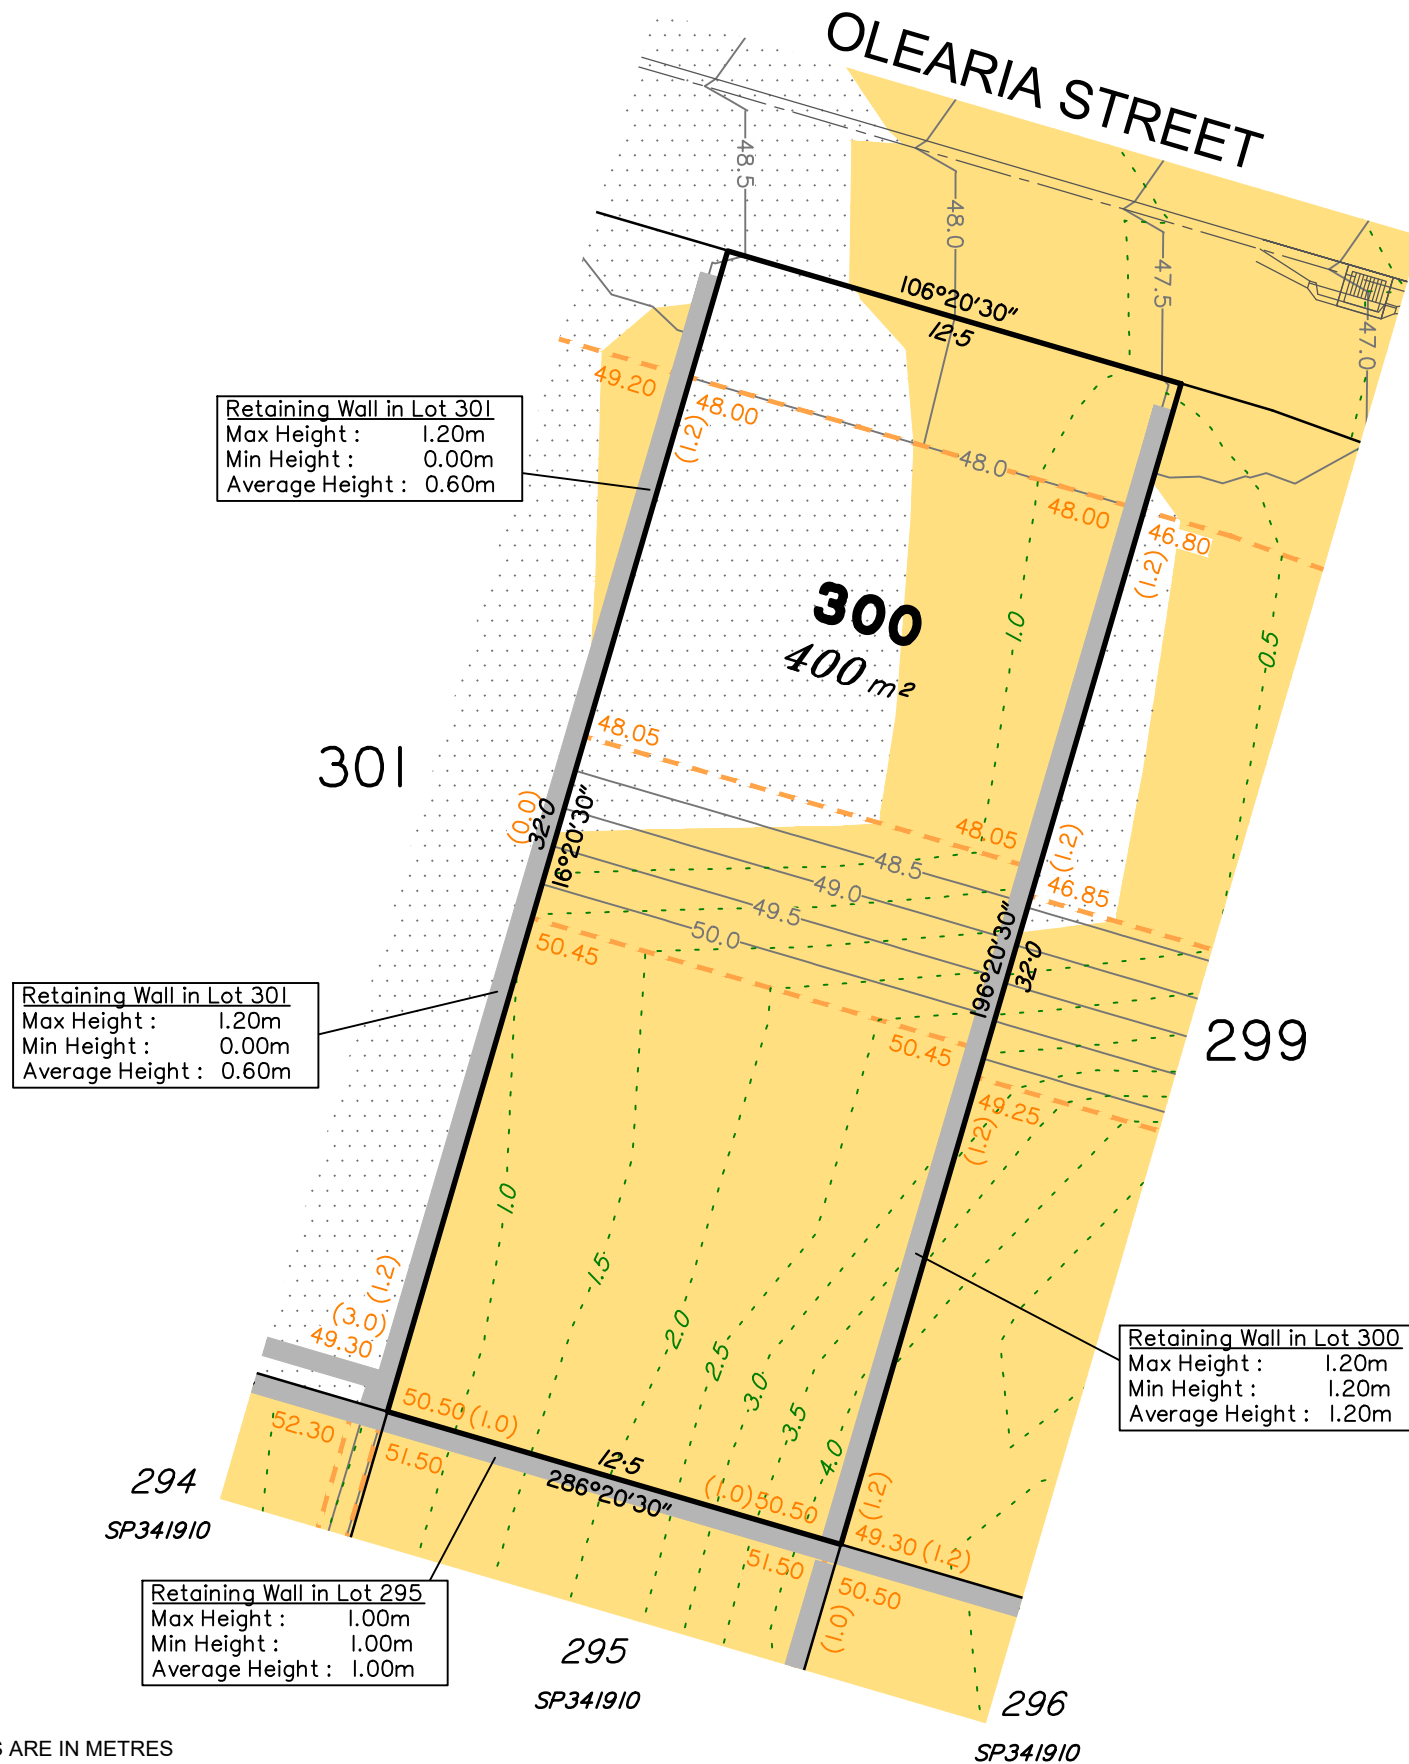 OLEARIA STREET
48.5
48.0
47.5
47.0
106°20'30"
12.5
49.20
48.00
(1.2)
48.0
48.00
46.80
(1.2)
Retaining Wall in Lot 301
Max Height : 1.20m
Min Height : 0.00m
Average Height : 0.60m
300
400 m²
1.0
0.5
301
48.05
48.05
(1.2)
46.85
(0.0)
32.0
16°20'30"
48.5
49.0
49.5
50.0
50.45
50.45
196°20'30"
32.0
299
49.25
(1.2)
Retaining Wall in Lot 301
Max Height : 1.20m
Min Height : 0.00m
Average Height : 0.60m
1.0
1.5
2.0
2.5
3.0
3.5
4.0
(1.2)
(3.0)
49.30
Retaining Wall in Lot 300
Max Height : 1.20m
Min Height : 1.20m
Average Height : 1.20m
50.50 (1.0)
52.30
51.50
12.5
286°20'30"
(1.0) 50.50
(1.2)
49.30 (1.2)
51.50
50.50
(1.0)
294
SP341910
Retaining Wall in Lot 295
Max Height : 1.00m
Min Height : 1.00m
Average Height : 1.00m
295
SP341910
296
SP341910
S ARE IN METRES